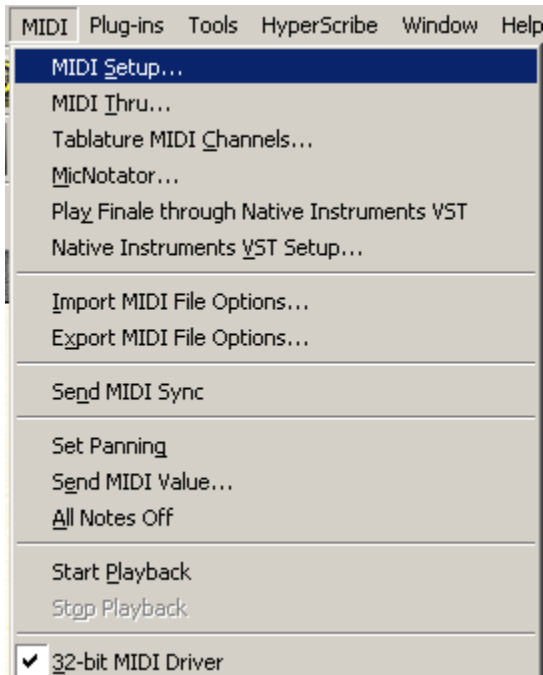 MIDI Plug-ins Tools HyperScribe Window Help
MIDI Setup...
MIDI Thru...
Tablature MIDI Channels...
MicNotator...
Play Finale through Native Instruments VST
Native Instruments VST Setup...
Import MIDI File Options...
Export MIDI File Options...
Send MIDI Sync
Set Panning
Send MIDI Value...
All Notes Off
Start Playback
Stop Playback
32-bit MIDI Driver